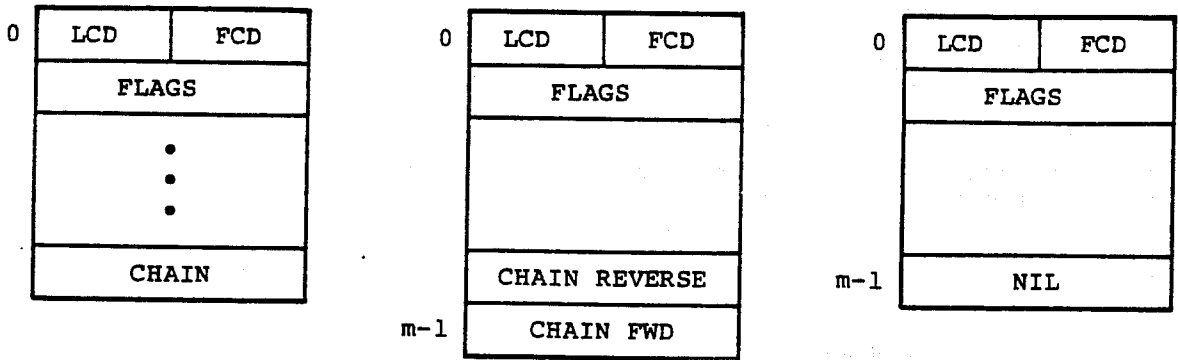 0 LCD FCD
FLAGS
CHAIN
0 LCD FCD
FLAGS
CHAIN REVERSE
m-1 CHAIN FWD
0 LCD FCD
FLAGS
m-1 NIL